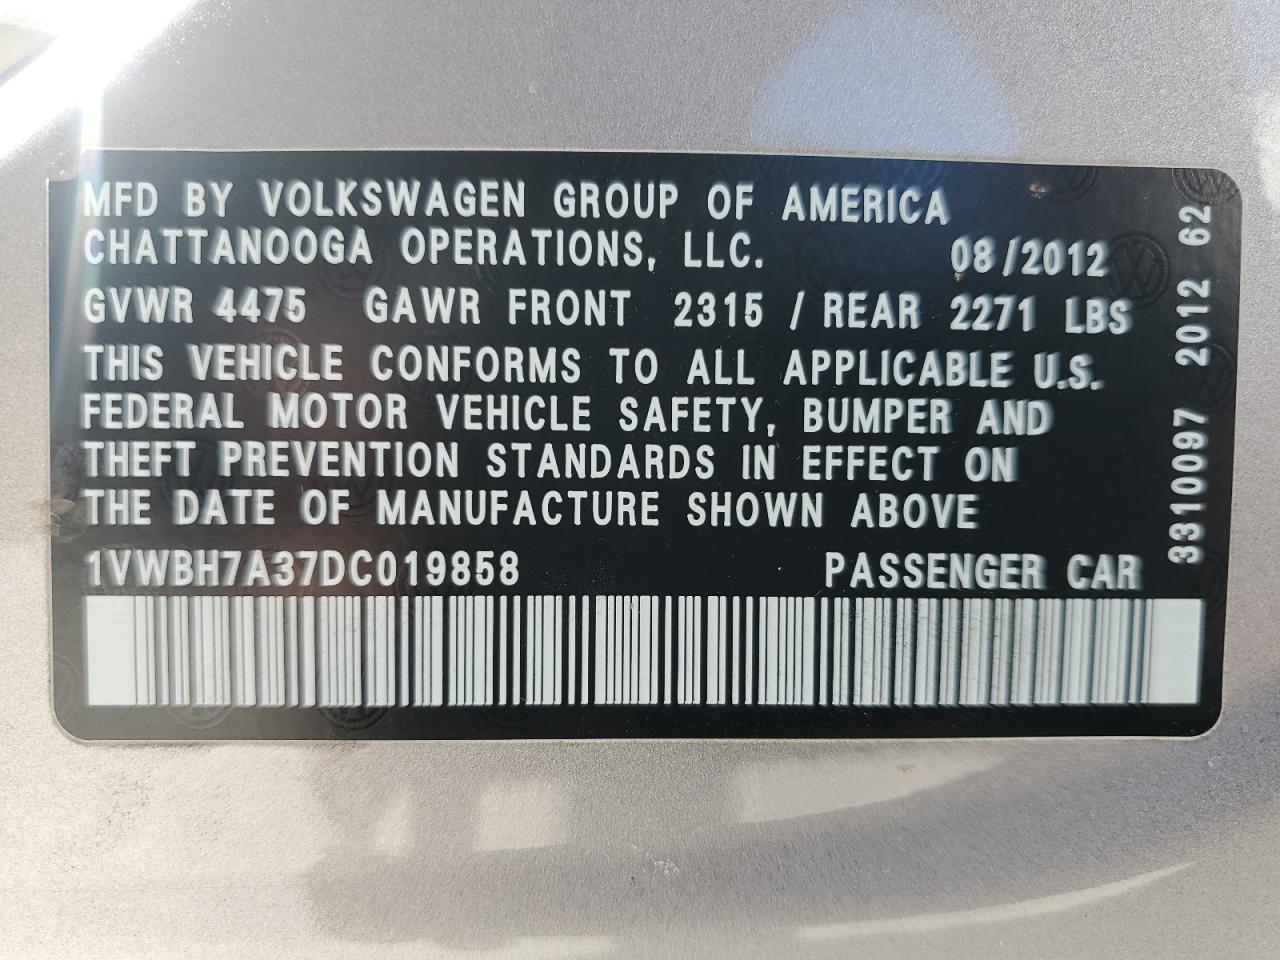 MFD BY VOLKSWAGEN GROUP OF AMERICA
CHATTANOOGA OPERATIONS, LLC. 08/2012
GVWR 4475 GAWR FRONT 2315 / REAR 2271 LBS
THIS VEHICLE CONFORMS TO ALL APPLICABLE U.S.
FEDERAL MOTOR VEHICLE SAFETY, BUMPER AND
THEFT PREVENTION STANDARDS IN EFFECT ON
THE DATE OF MANUFACTURE SHOWN ABOVE
1VWBH7A37DC019858 PASSENGER CAR
3310097 2012 62